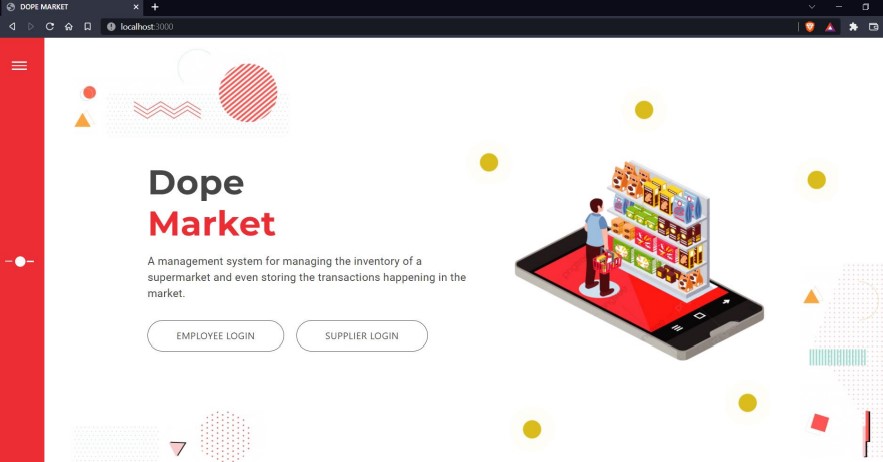 DOPE MARKET
localhost:3000
Dope
Market
A management system for managing the inventory of a
supermarket and even storing the transactions happening in the
market.
EMPLOYEE LOGIN
SUPPLIER LOGIN